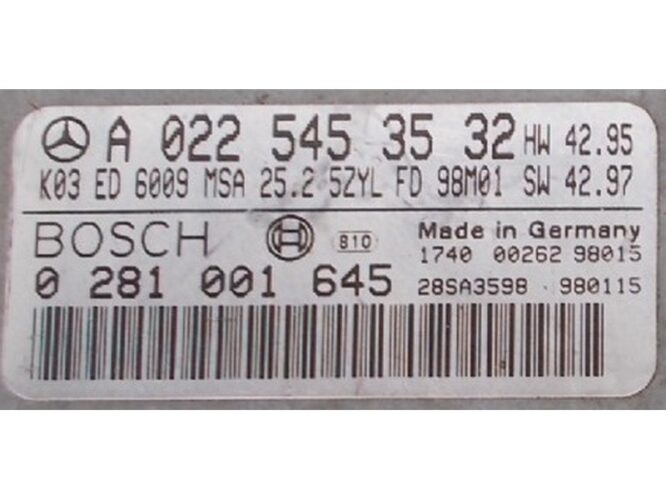 A 022 545 35 32 HW 42.95
K03 ED 6009 MSA 25.2 5ZYL FD 98M01 SW 42.97
BOSCH 810 Made in Germany
1740 00262 98015
0 281 001 645 28SA3598 - 980115